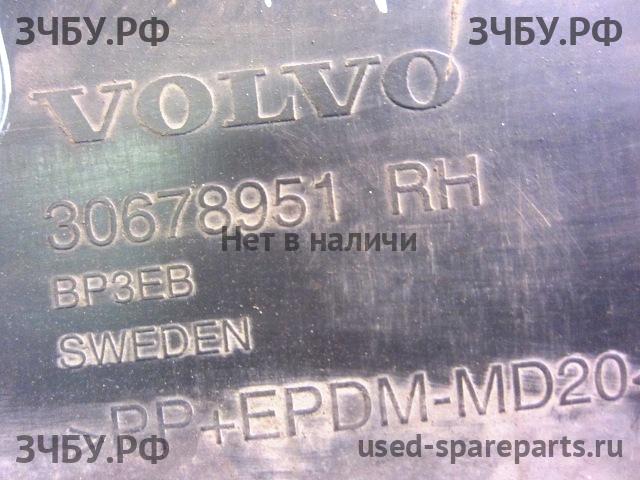 ЗЧБУ.РФ ЗЧБУ.РФ
VOLVO
30678951 RH
Нет в наличи
BP3EB
SWEDEN
>PP+EPDM-MD20<
ЗЧБУ.РФ used-spareparts.ru